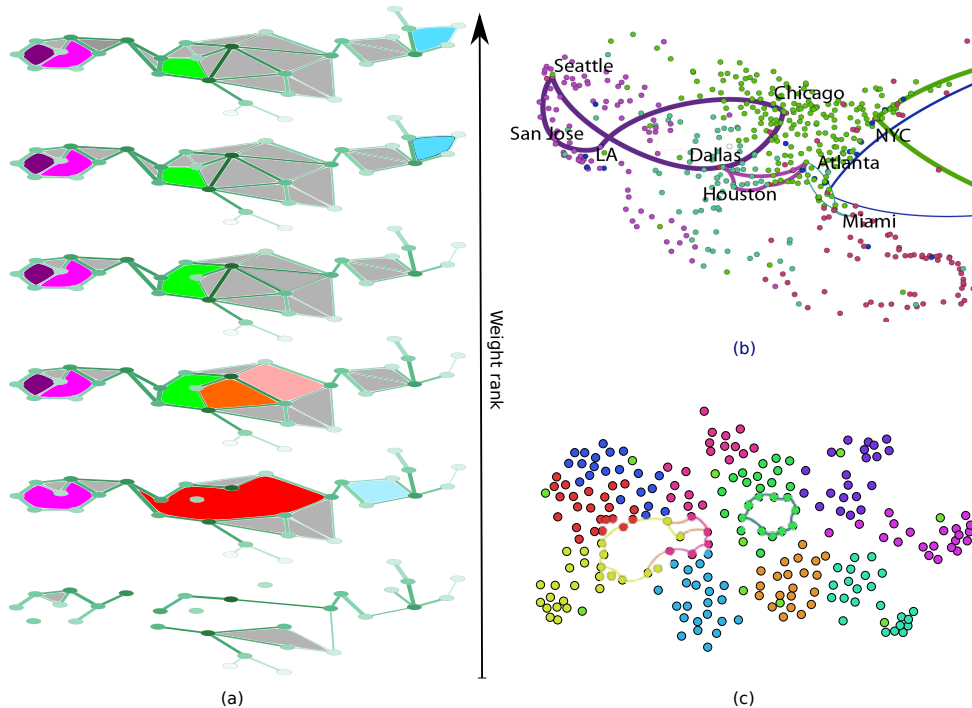 Seattle
Chicago
San Jose
NYC
LA
Dallas
Atlanta
Houston
Miami
Weight rank
(b)
(a)
(c)